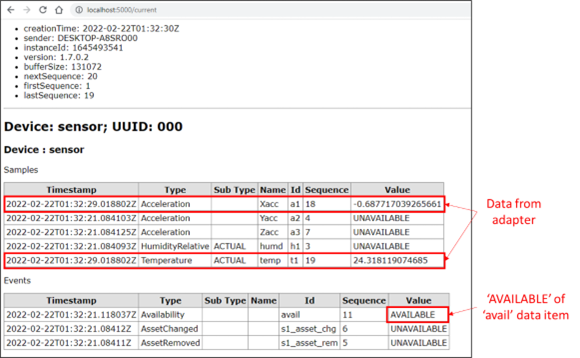 localhost:5000/current
creationTime: 2022-02-22T01:32:30Z
sender: DESKTOP-A8SRO00
instanceId: 1645493541
version: 1.7.0.2
bufferSize: 131072
nextSequence: 20
firstSequence: 1
lastSequence: 19
Device: sensor; UUID: 000
Device : sensor
Samples
Timestamp Type Sub Type Name Id Sequence Value
2022-02-22T01:32:29.018802Z Acceleration Xacc a1 18 -0.687717039265661
2022-02-22T01:32:21.084103Z Acceleration Yacc a2 4 UNAVAILABLE
2022-02-22T01:32:21.084125Z Acceleration Zacc a3 7 UNAVAILABLE
2022-02-22T01:32:21.084093Z HumidityRelative ACTUAL humd h1 3 UNAVAILABLE
2022-02-22T01:32:29.018802Z Temperature ACTUAL temp t1 19 24.318119074685
Data from
adapter
Events
Timestamp Type Sub Type Name Id Sequence Value
2022-02-22T01:32:21.118037Z Availability avail 11 AVAILABLE
2022-02-22T01:32:21.08412Z AssetChanged s1_asset_chg 6 UNAVAILABLE
2022-02-22T01:32:21.08411Z AssetRemoved s1_asset_rem 5 UNAVAILABLE
‘AVAILABLE’ of
‘avail’ data item